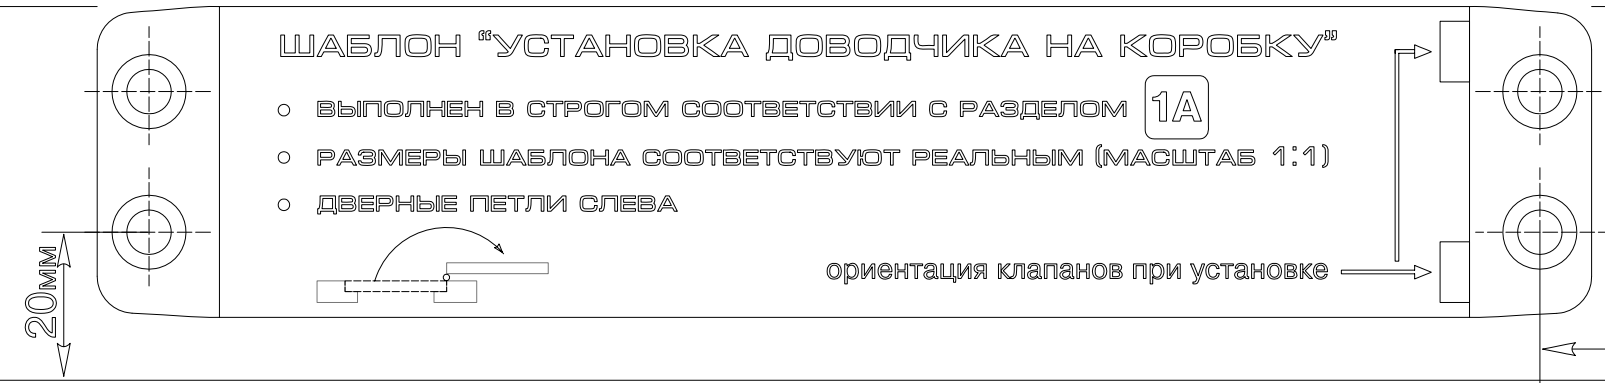 ШАБЛОН “УСТАНОВКА ДОВОДЧИКА НА КОРОБКУ”
ВЫПОЛНЕН В СТРОГОМ СООТВЕТСТВИИ С РАЗДЕЛОМ 1А
РАЗМЕРЫ ШАБЛОНА СООТВЕТСТВУЮТ РЕАЛЬНЫМ (МАСШТАБ 1:1)
ДВЕРНЫЕ ПЕТЛИ СЛЕВА
ориентация клапанов при установке
20мм